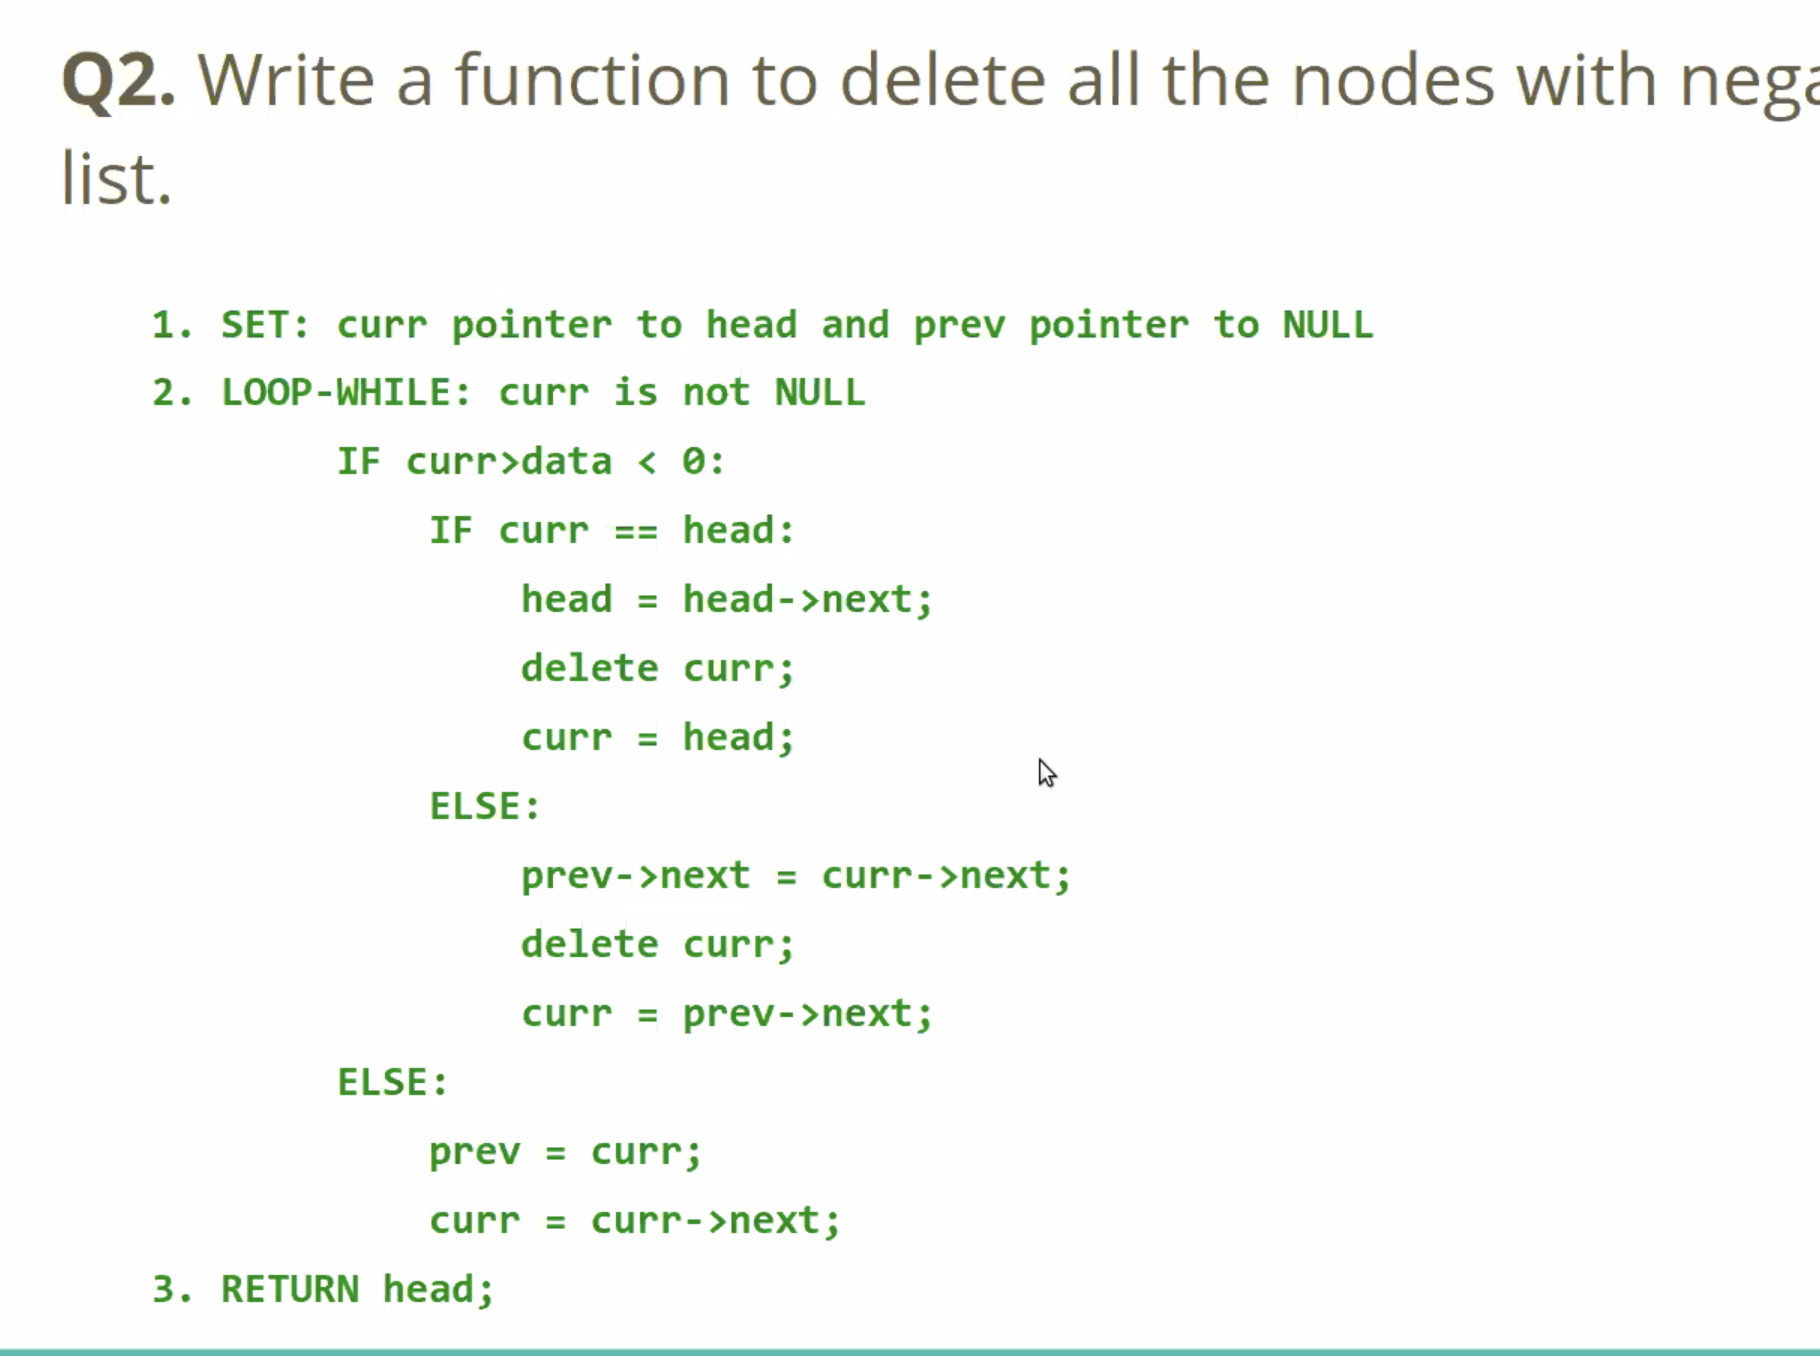 Q2. Write a function to delete all the nodes with
list.
1. SET: curr pointer to head and prev pointer to NULL
2. LOOP-WHILE: curr is not NULL
IF curr>data < 0:
IF curr == head:
head = head->next;
delete curr;
curr = head;
ELSE:
prev->next = curr->next;
delete curr;
curr = prev->next;
ELSE:
prev = curr;
curr = curr->next;
3. RETURN head;